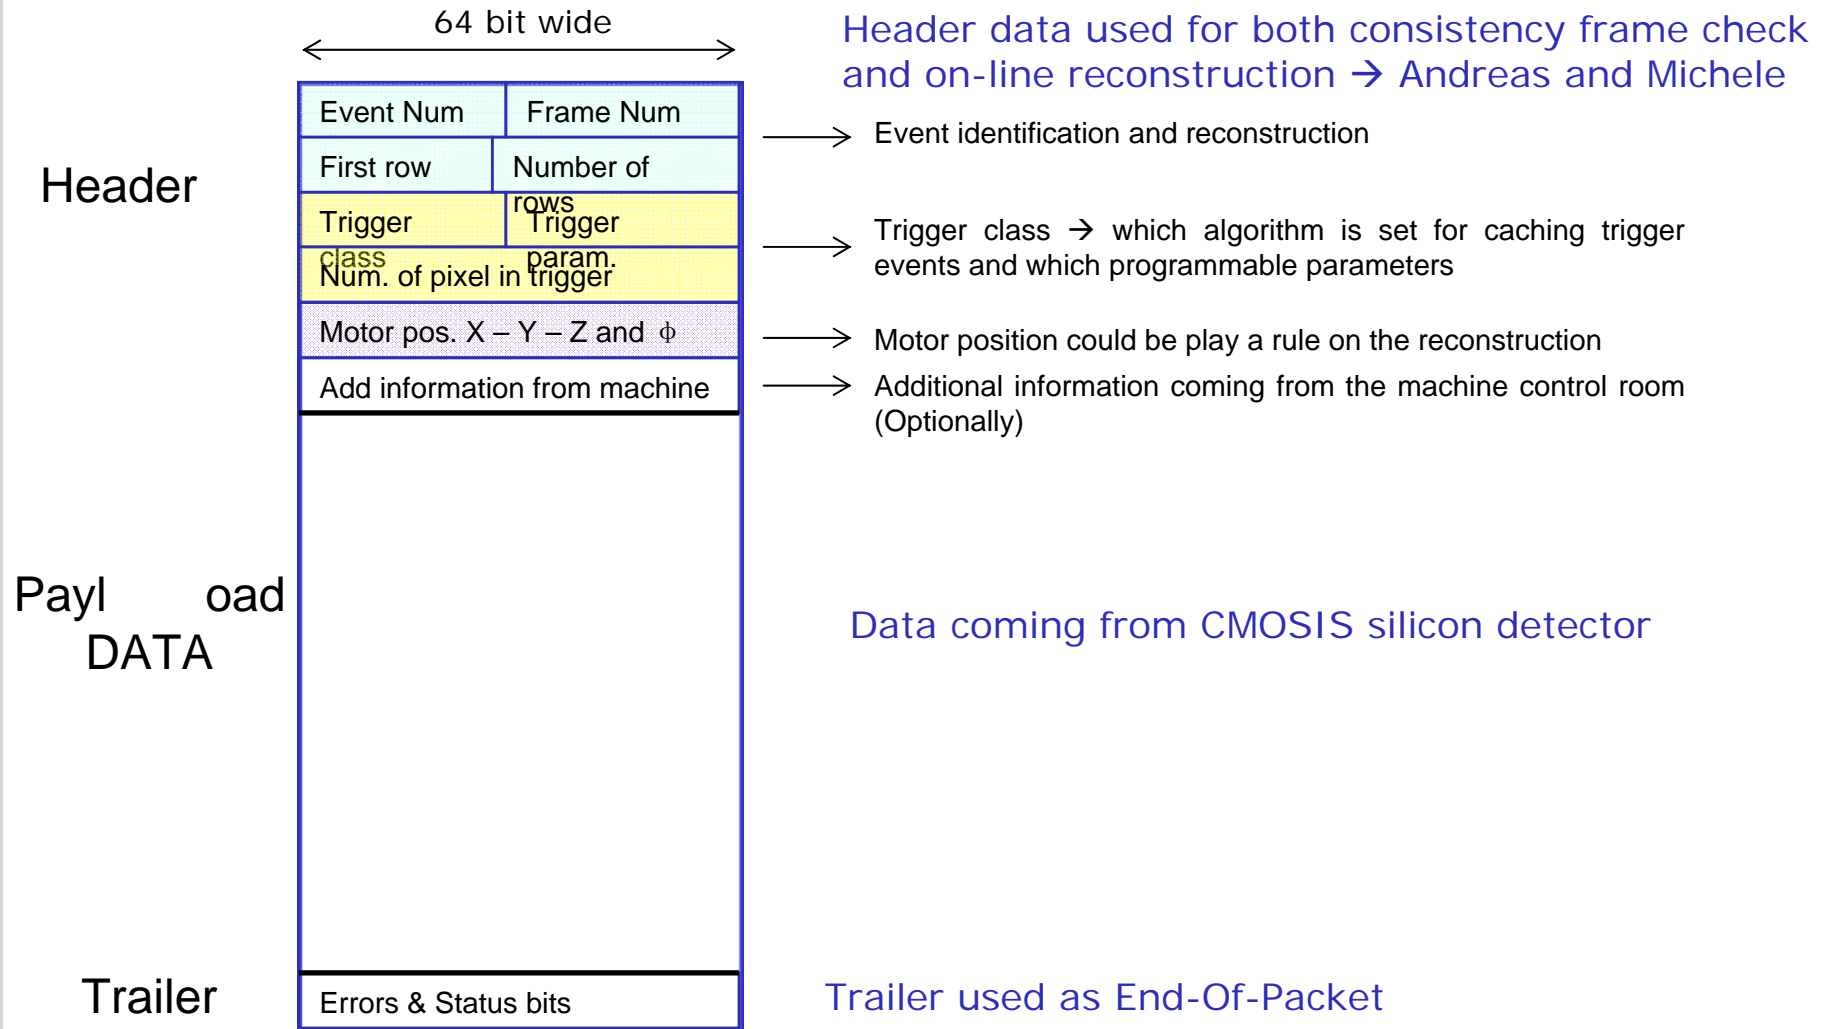 64 bit wide
Header data used for both consistency frame check
and on-line reconstruction → Andreas and Michele
Header
Event Num
Frame Num
First row
Number of
rows
Trigger
class
Trigger
param.
Num. of pixel in trigger
Motor pos. X – Y – Z and ϕ
Add information from machine
Event identification and reconstruction
Trigger class → which algorithm is set for caching trigger
events and which programmable parameters
Motor position could be play a rule on the reconstruction
Additional information coming from the machine control room
(Optionally)
Payl oad
DATA
Data coming from CMOSIS silicon detector
Trailer
Errors & Status bits
Trailer used as End-Of-Packet